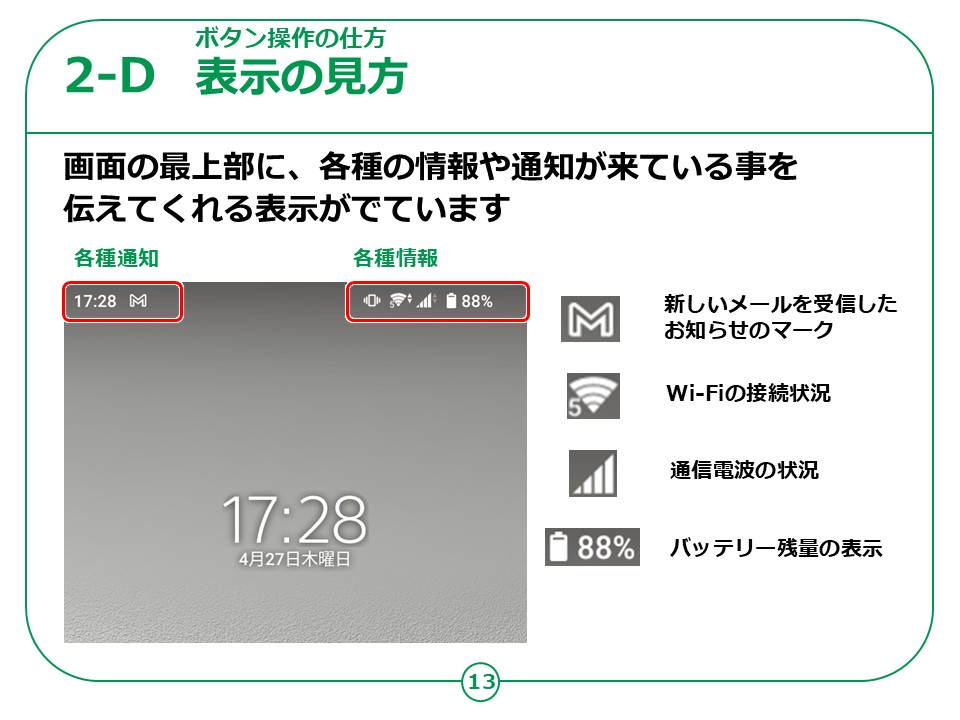 ボタン操作の仕方
2-D 表示の見方
画面の最上部に、各種の情報や通知が来ている事を
伝えてくれる表示がでています
各種通知
各種情報
17:28
5
88%
17:28
4月27日木曜日
新しいメールを受信した
お知らせのマーク
5
Wi-Fiの接続状況
通信電波の状況
88%
バッテリー残量の表示
13